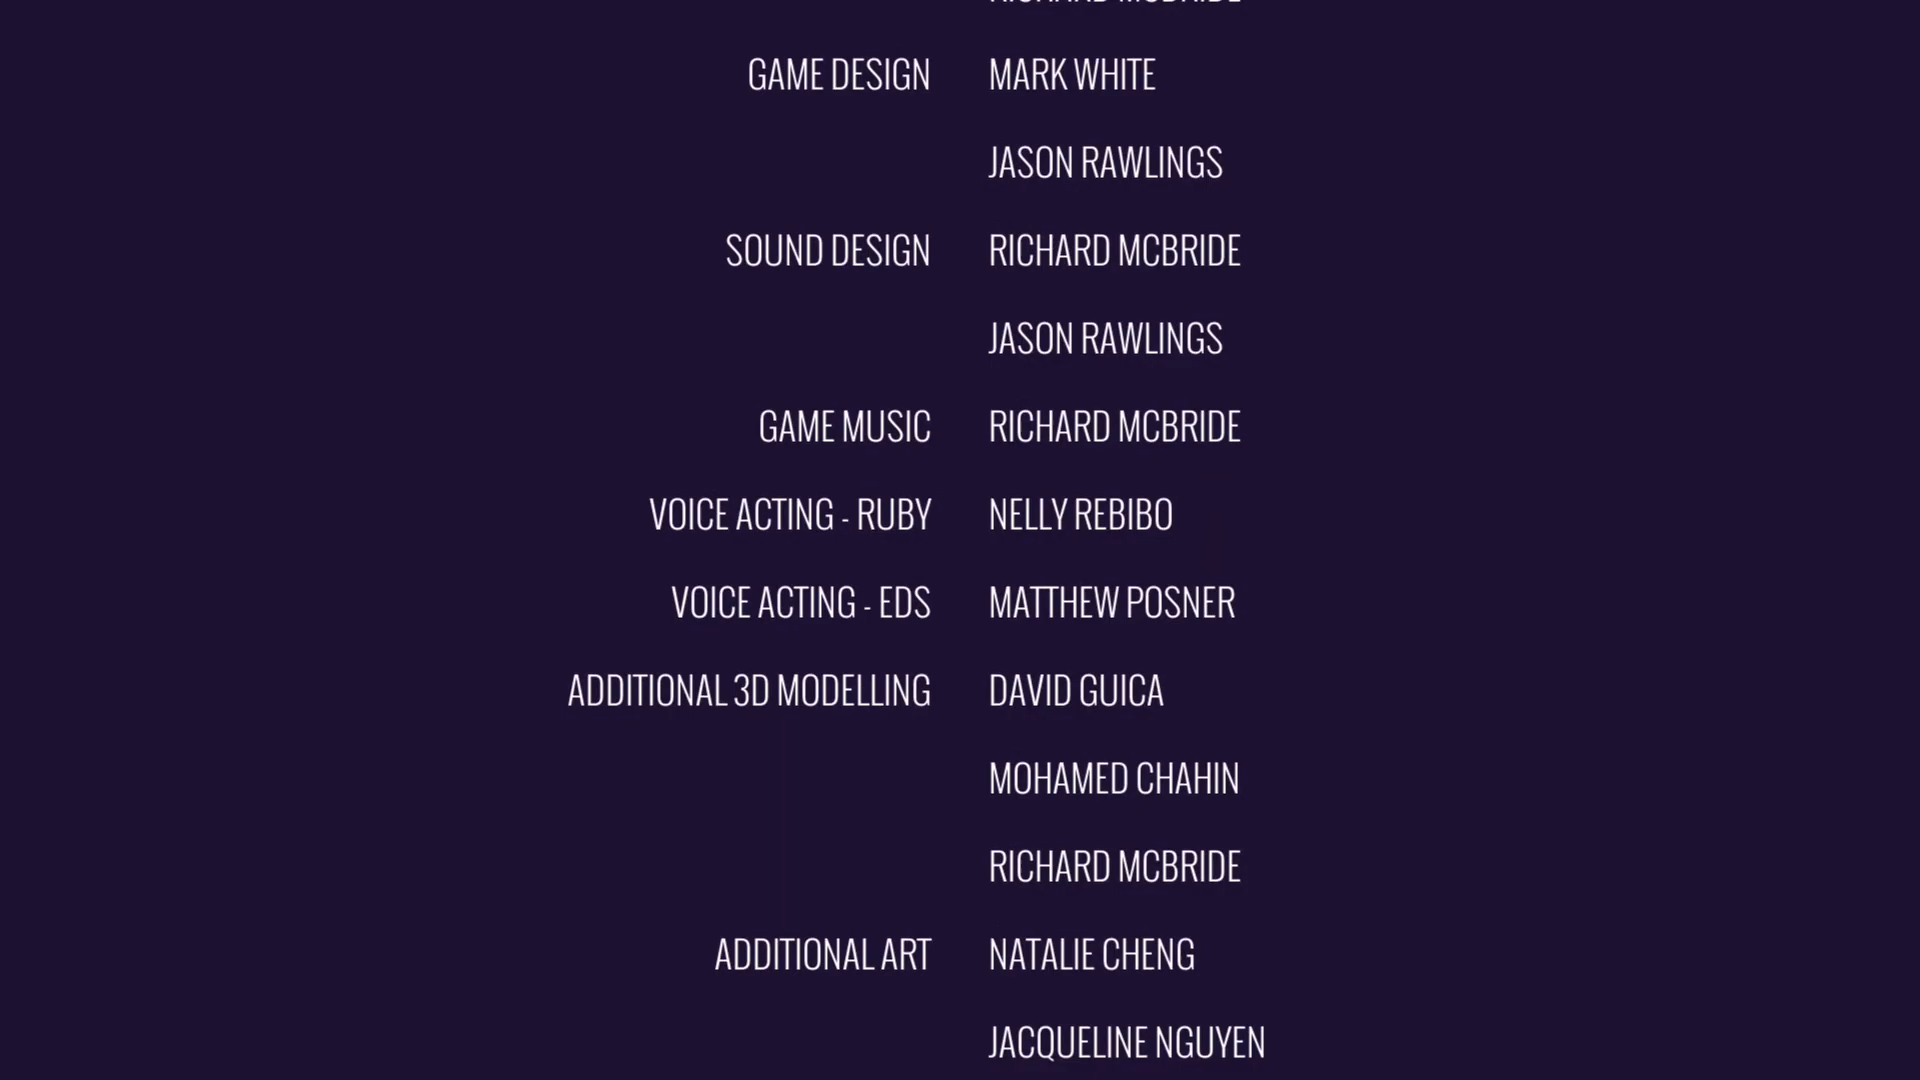 RICHARD MCBRIDE
GAME DESIGN MARK WHITE
JASON RAWLINGS
SOUND DESIGN RICHARD MCBRIDE
JASON RAWLINGS
GAME MUSIC RICHARD MCBRIDE
VOICE ACTING - RUBY NELLY REBIBO
VOICE ACTING - EDS MATTHEW POSNER
ADDITIONAL 3D MODELLING DAVID GUICA
MOHAMED CHAHIN
RICHARD MCBRIDE
ADDITIONAL ART NATALIE CHENG
JACQUELINE NGUYEN